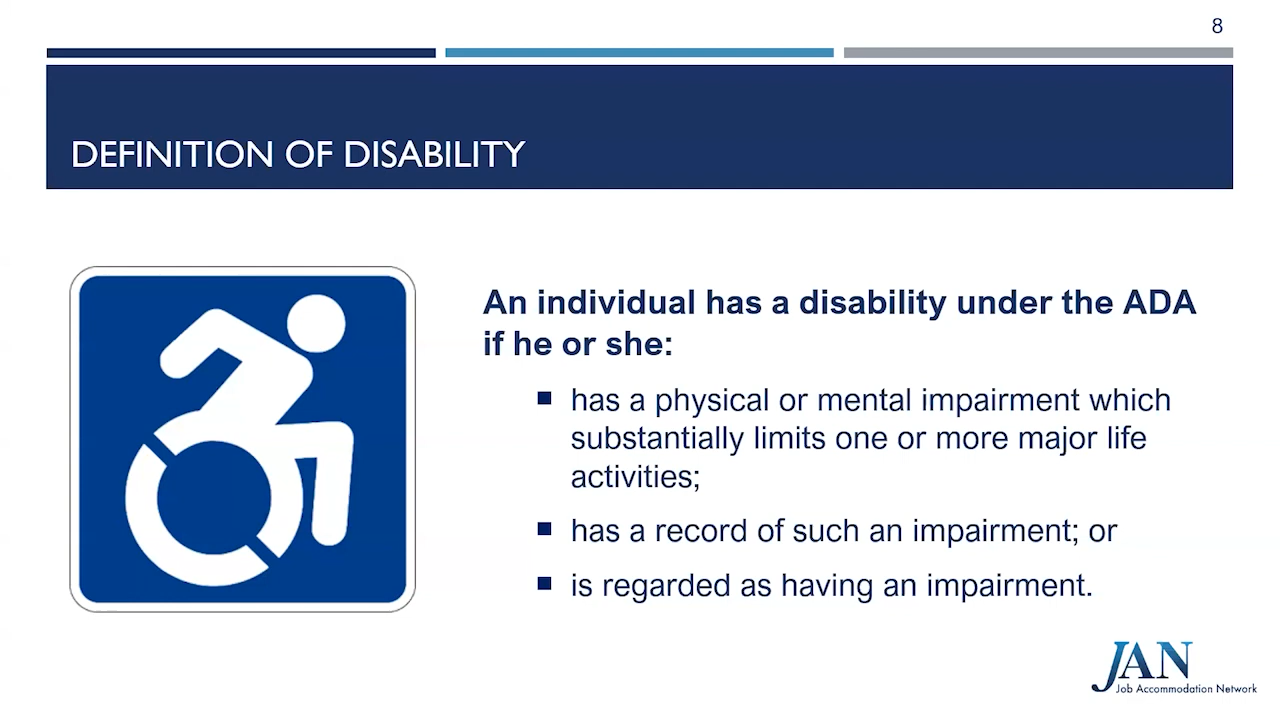 8
DEFINITION OF DISABILITY
An individual has a disability under the ADA
if he or she:
has a physical or mental impairment which
substantially limits one or more major life
activities;
has a record of such an impairment; or
is regarded as having an impairment.
JAN
Job Accommodation Network